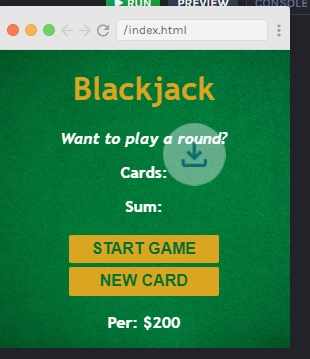 RUN PREVIEW CONSOLE
/index.html
Blackjack
Want to play a round?
Cards:
Sum:
START GAME
NEW CARD
Per: $200